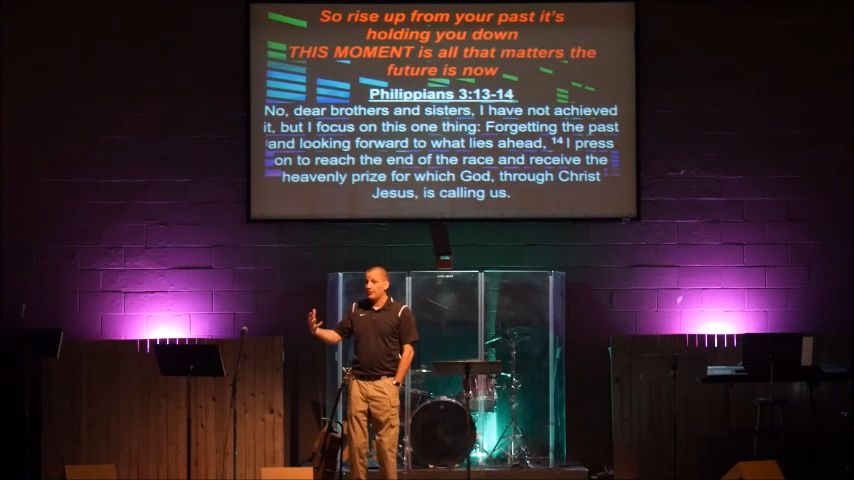 So rise up from your past it's
holding you down
THIS MOMENT is all that matters the
future is now
Philippians 3:13-14
No, dear brothers and sisters, I have not achieved
it, but I focus on this one thing: Forgetting the past
and looking forward to what lies ahead, ¹⁴ I press
on to reach the end of the race and receive the
heavenly prize for which God, through Christ
Jesus, is calling us.